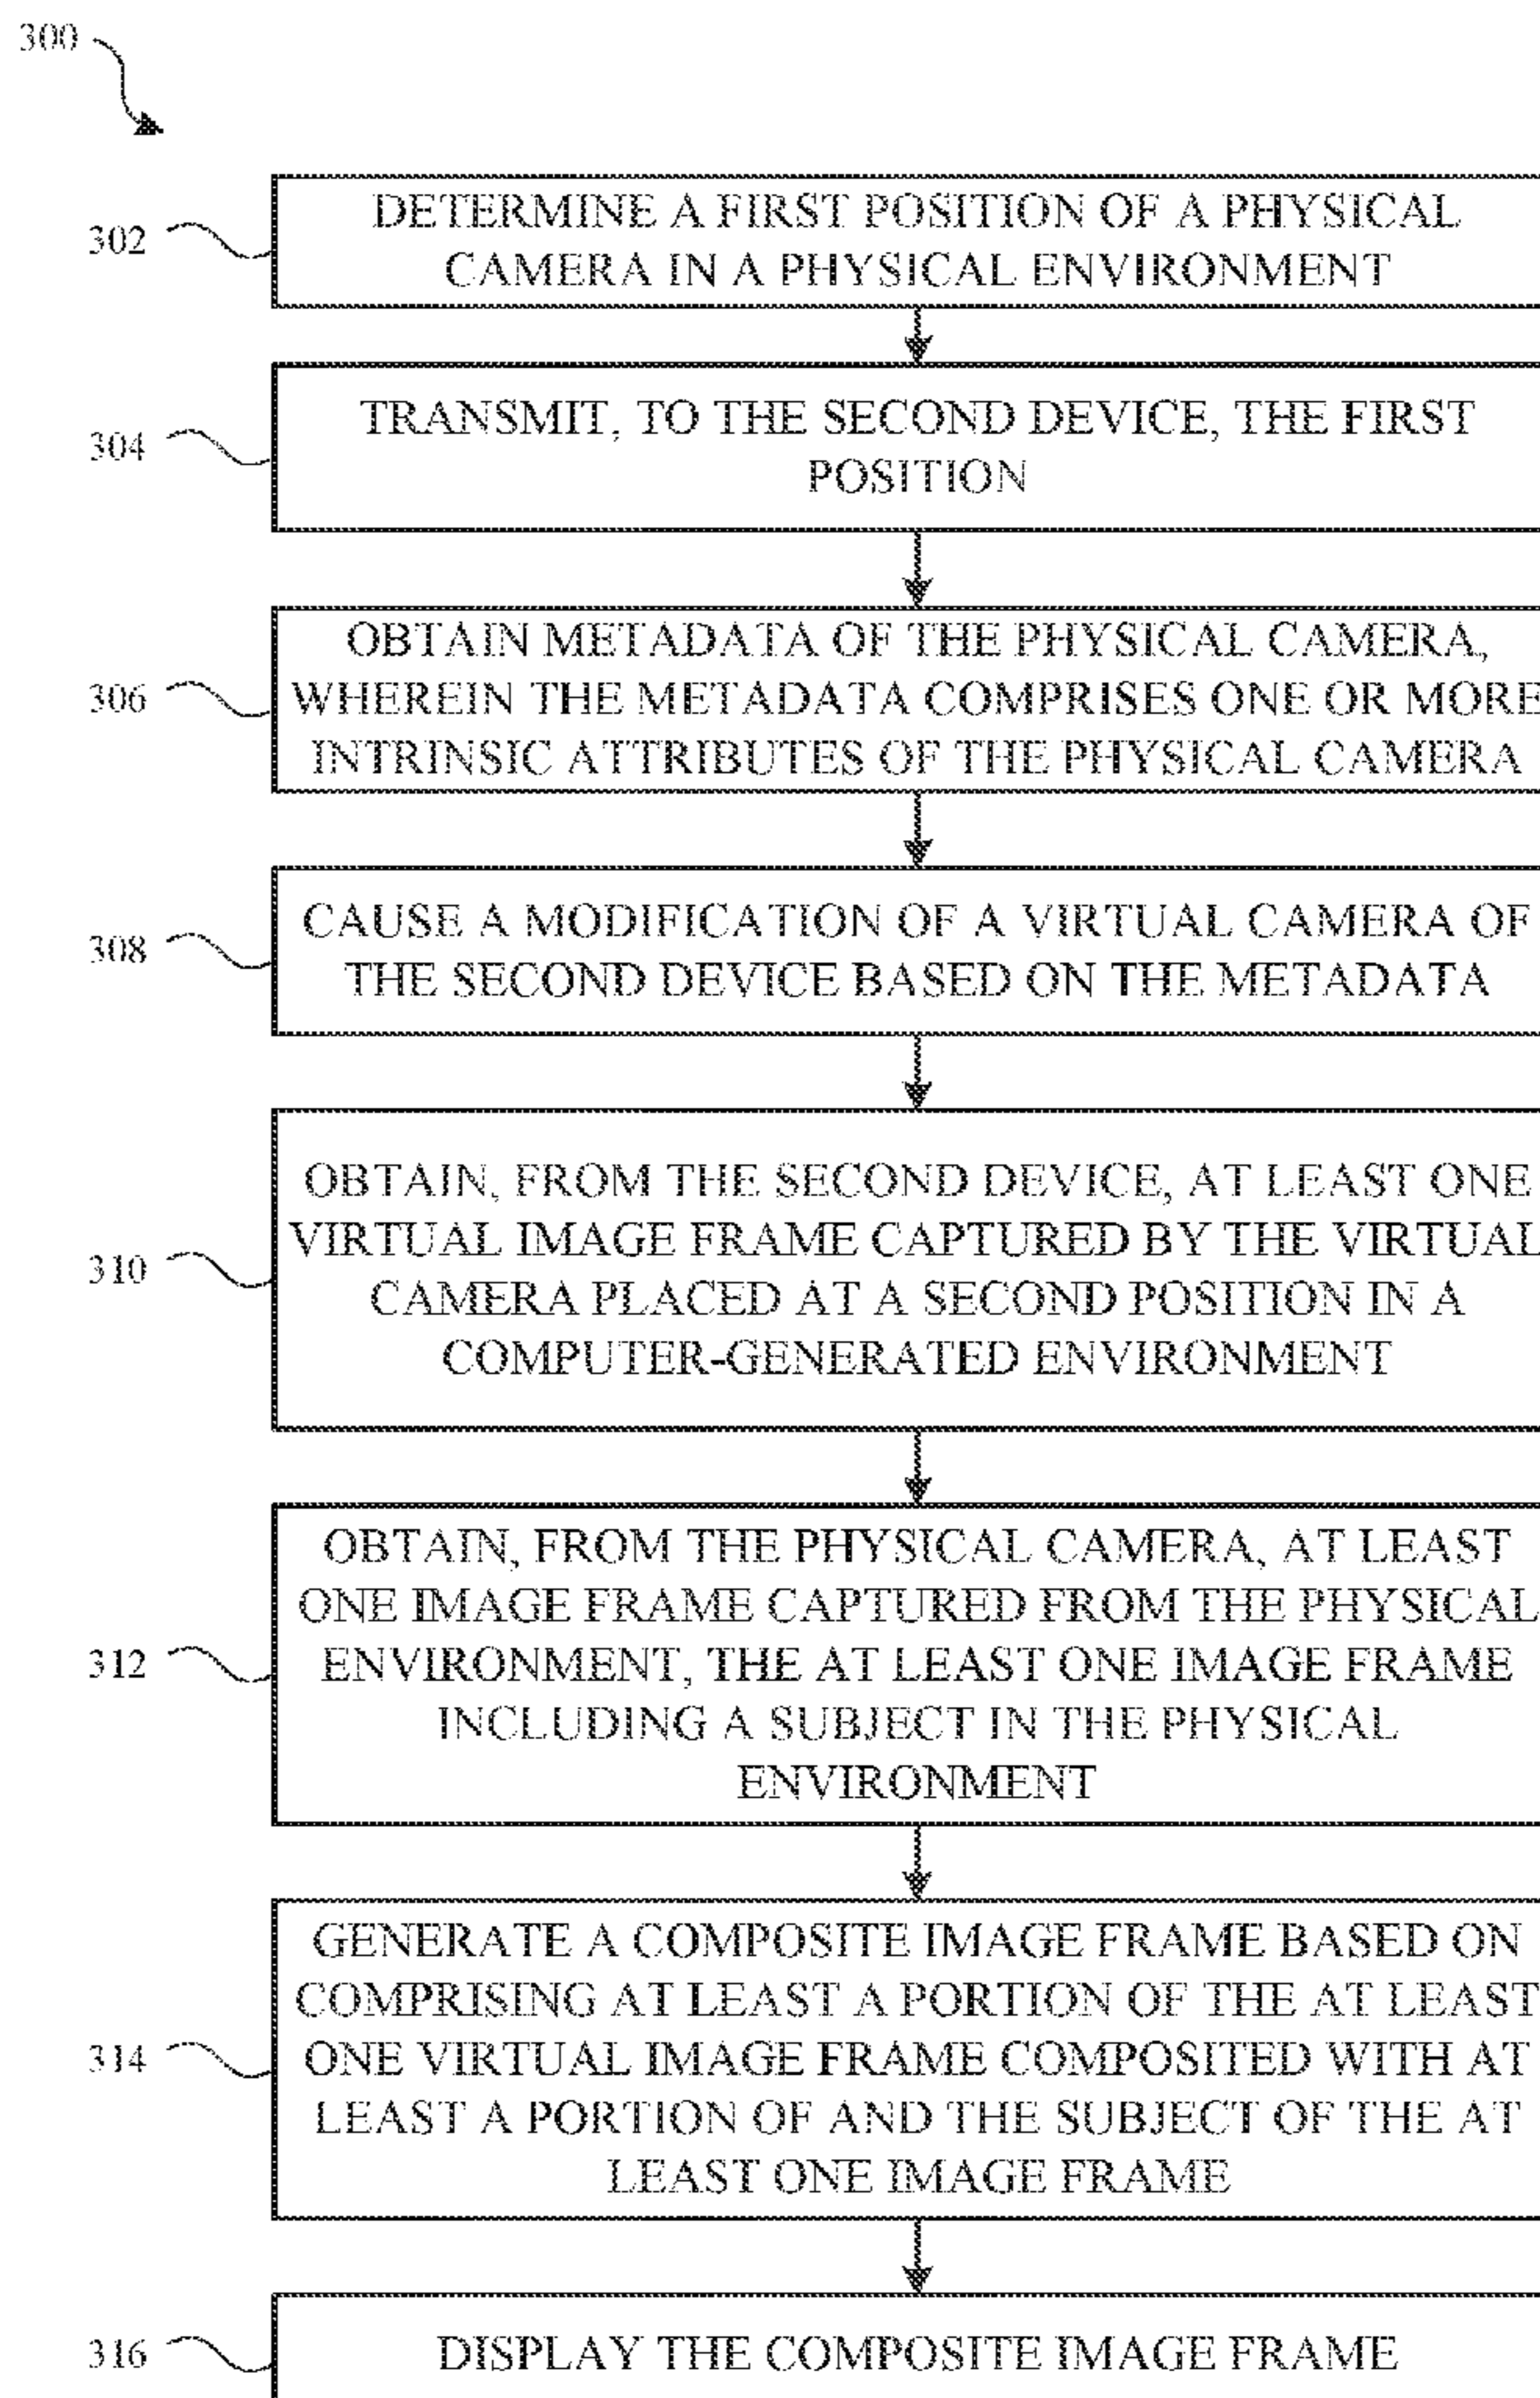 300
302
DETERMINE A FIRST POSITION OF A PHYSICAL
CAMERA IN A PHYSICAL ENVIRONMENT
304
TRANSMIT, TO THE SECOND DEVICE, THE FIRST
POSITION
306
OBTAIN METADATA OF THE PHYSICAL CAMERA,
WHEREIN THE METADATA COMPRISES ONE OR MORE
INTRINSIC ATTRIBUTES OF THE PHYSICAL CAMERA
308
CAUSE A MODIFICATION OF A VIRTUAL CAMERA OF
THE SECOND DEVICE BASED ON THE METADATA
310
OBTAIN, FROM THE SECOND DEVICE, AT LEAST ONE
VIRTUAL IMAGE FRAME CAPTURED BY THE VIRTUAL
CAMERA PLACED AT A SECOND POSITION IN A
COMPUTER-GENERATED ENVIRONMENT
312
OBTAIN, FROM THE PHYSICAL CAMERA, AT LEAST
ONE IMAGE FRAME CAPTURED FROM THE PHYSICAL
ENVIRONMENT, THE AT LEAST ONE IMAGE FRAME
INCLUDING A SUBJECT IN THE PHYSICAL
ENVIRONMENT
314
GENERATE A COMPOSITE IMAGE FRAME BASED ON
COMPRISING AT LEAST A PORTION OF THE AT LEAST
ONE VIRTUAL IMAGE FRAME COMPOSITED WITH AT
LEAST A PORTION OF AND THE SUBJECT OF THE AT
LEAST ONE IMAGE FRAME
316
DISPLAY THE COMPOSITE IMAGE FRAME